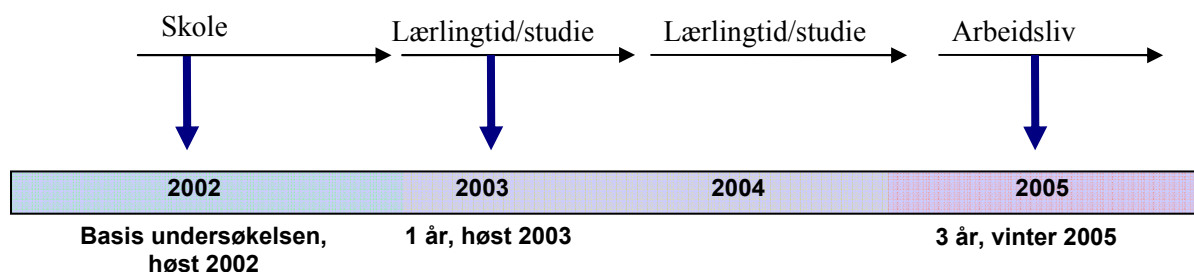 Skole
Lærlingtid/studie
Lærlingtid/studie
Arbeidsliv
2002
2003
2004
2005
Basis undersøkelsen,
høst 2002
1 år, høst 2003
3 år, vinter 2005